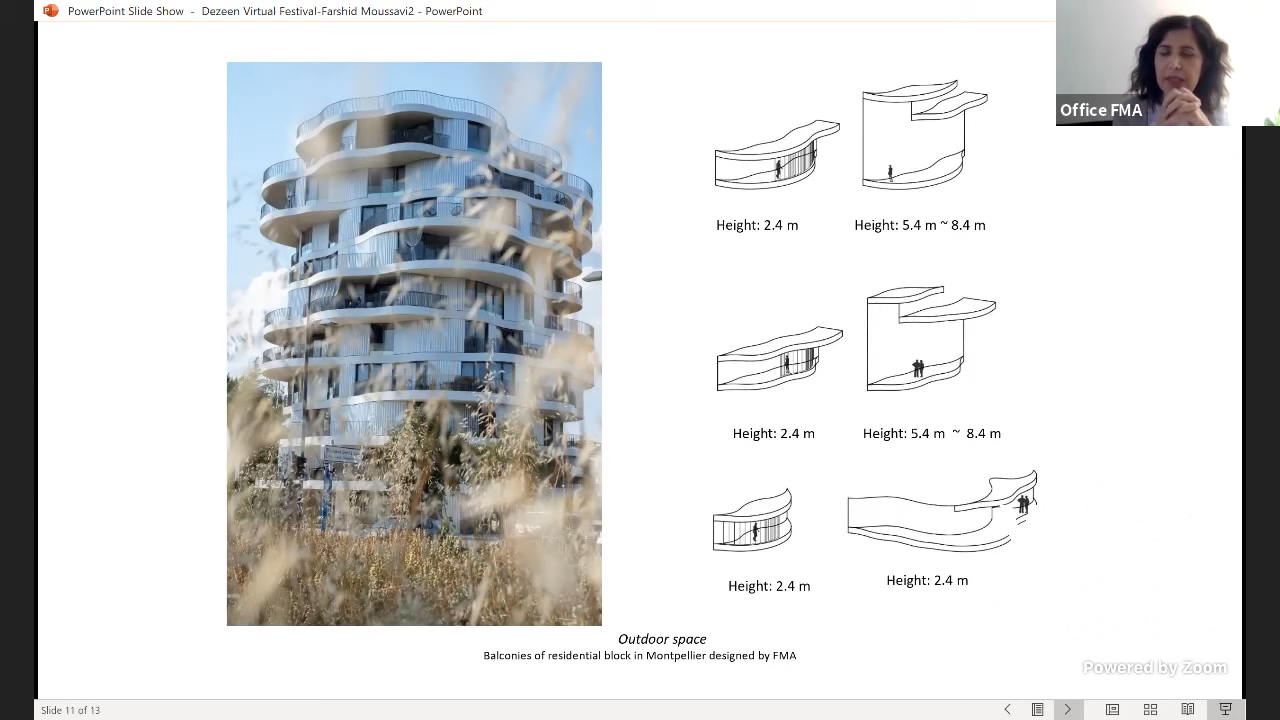 PowerPoint Slide Show - Dezeen Virtual Festival-Farshid Moussavi2 - PowerPoint
Office FMA
Height: 2.4 m
Height: 5.4 m ~ 8.4 m
Height: 2.4 m
Height: 5.4 m ~ 8.4 m
Height: 2.4 m
Height: 2.4 m
Outdoor space
Balconies of residential block in Montpellier designed by FMA
Powered by Zoom
Slide 11 of 13